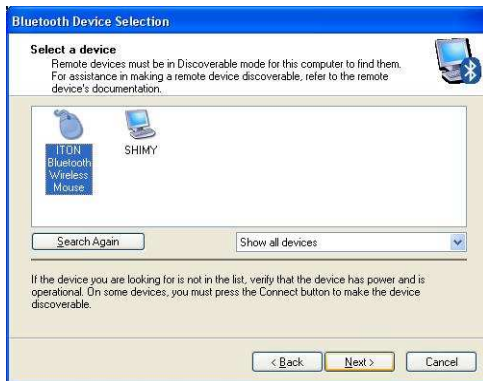 Bluetooth Device Selection
Select a device
Remote devices must be in Discoverable mode for this computer to find them.
For assistance in making a remote device discoverable, refer to the remote
device's documentation.
ITON
Bluetooth
Wireless
Mouse
SHIMY
Search Again
Show all devices
If the device you are looking for is not in the list, verify that the device has power and is
operational. On some devices, you must press the Connect button to make the device
discoverable.
< Back
Next >
Cancel